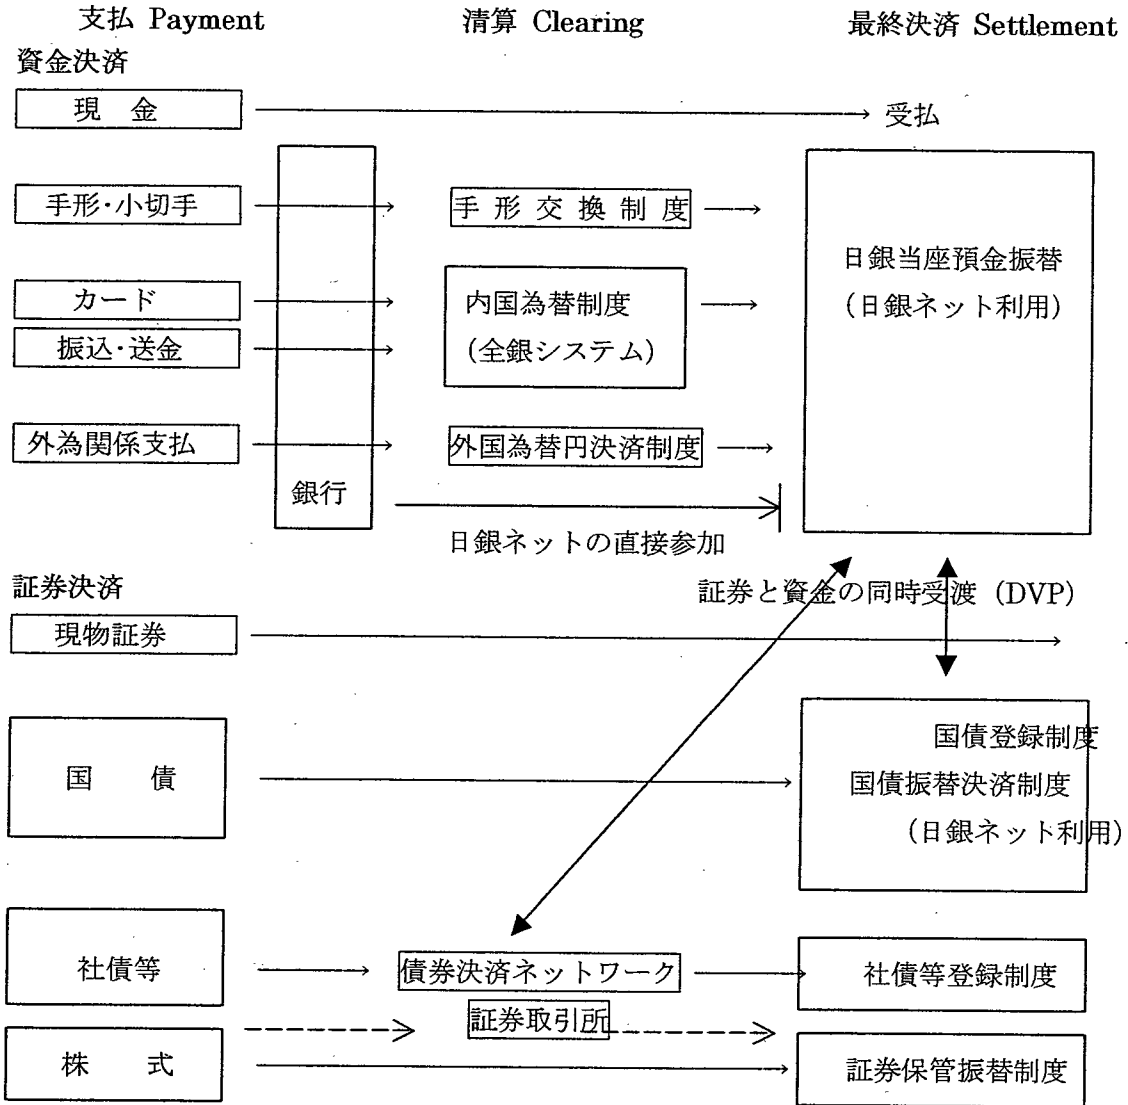 支払 Payment
清算 Clearing
最終決済 Settlement
資金決済
現 金
受払
手形・小切手
手形交換制度
カード
振込・送金
内国為替制度
(全銀システム)
日銀当座預金振替
(日銀ネット利用)
外為関係支払
外国為替円決済制度
銀行
日銀ネットの直接参加
証券決済
証券と資金の同時受渡 (DVP)
現物証券
国 債
国債登録制度
国債振替決済制度
(日銀ネット利用)
社債等
債券決済ネットワーク
社債等登録制度
証券取引所
株 式
証券保管振替制度